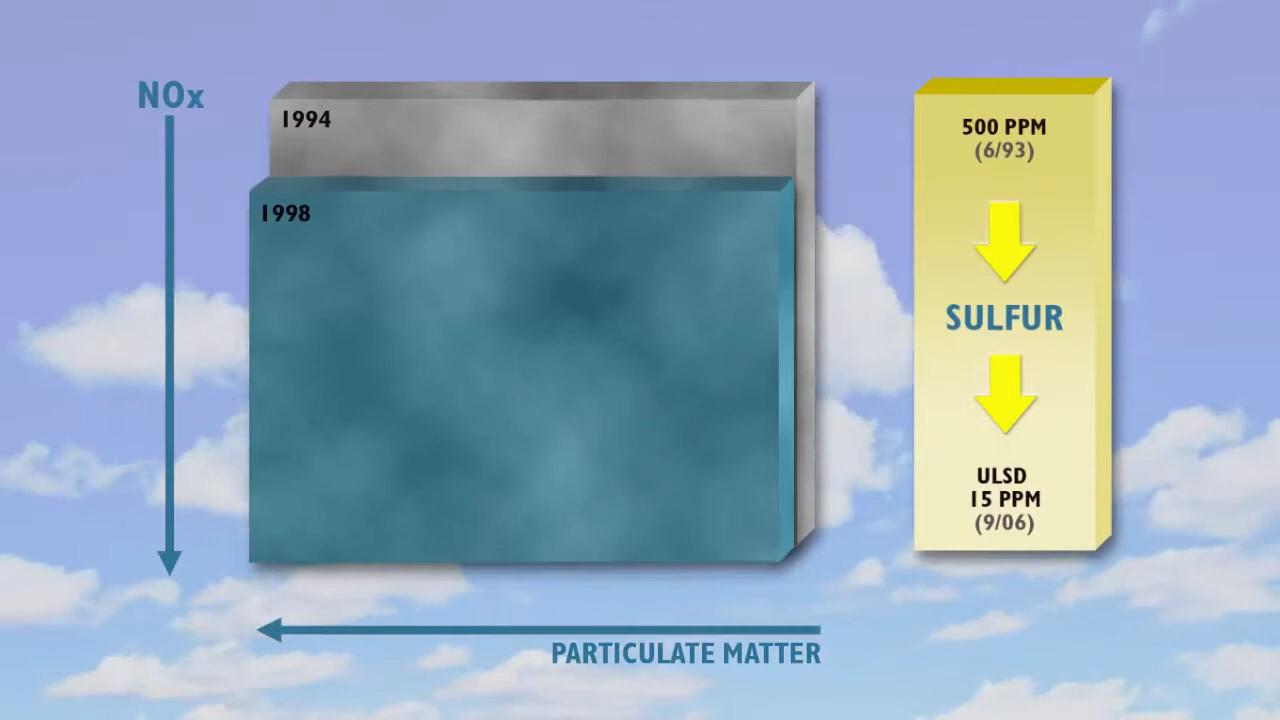 NOx
1994
1998
PARTICULATE MATTER
500 PPM
(6/93)
SULFUR
ULSD
15 PPM
(9/06)